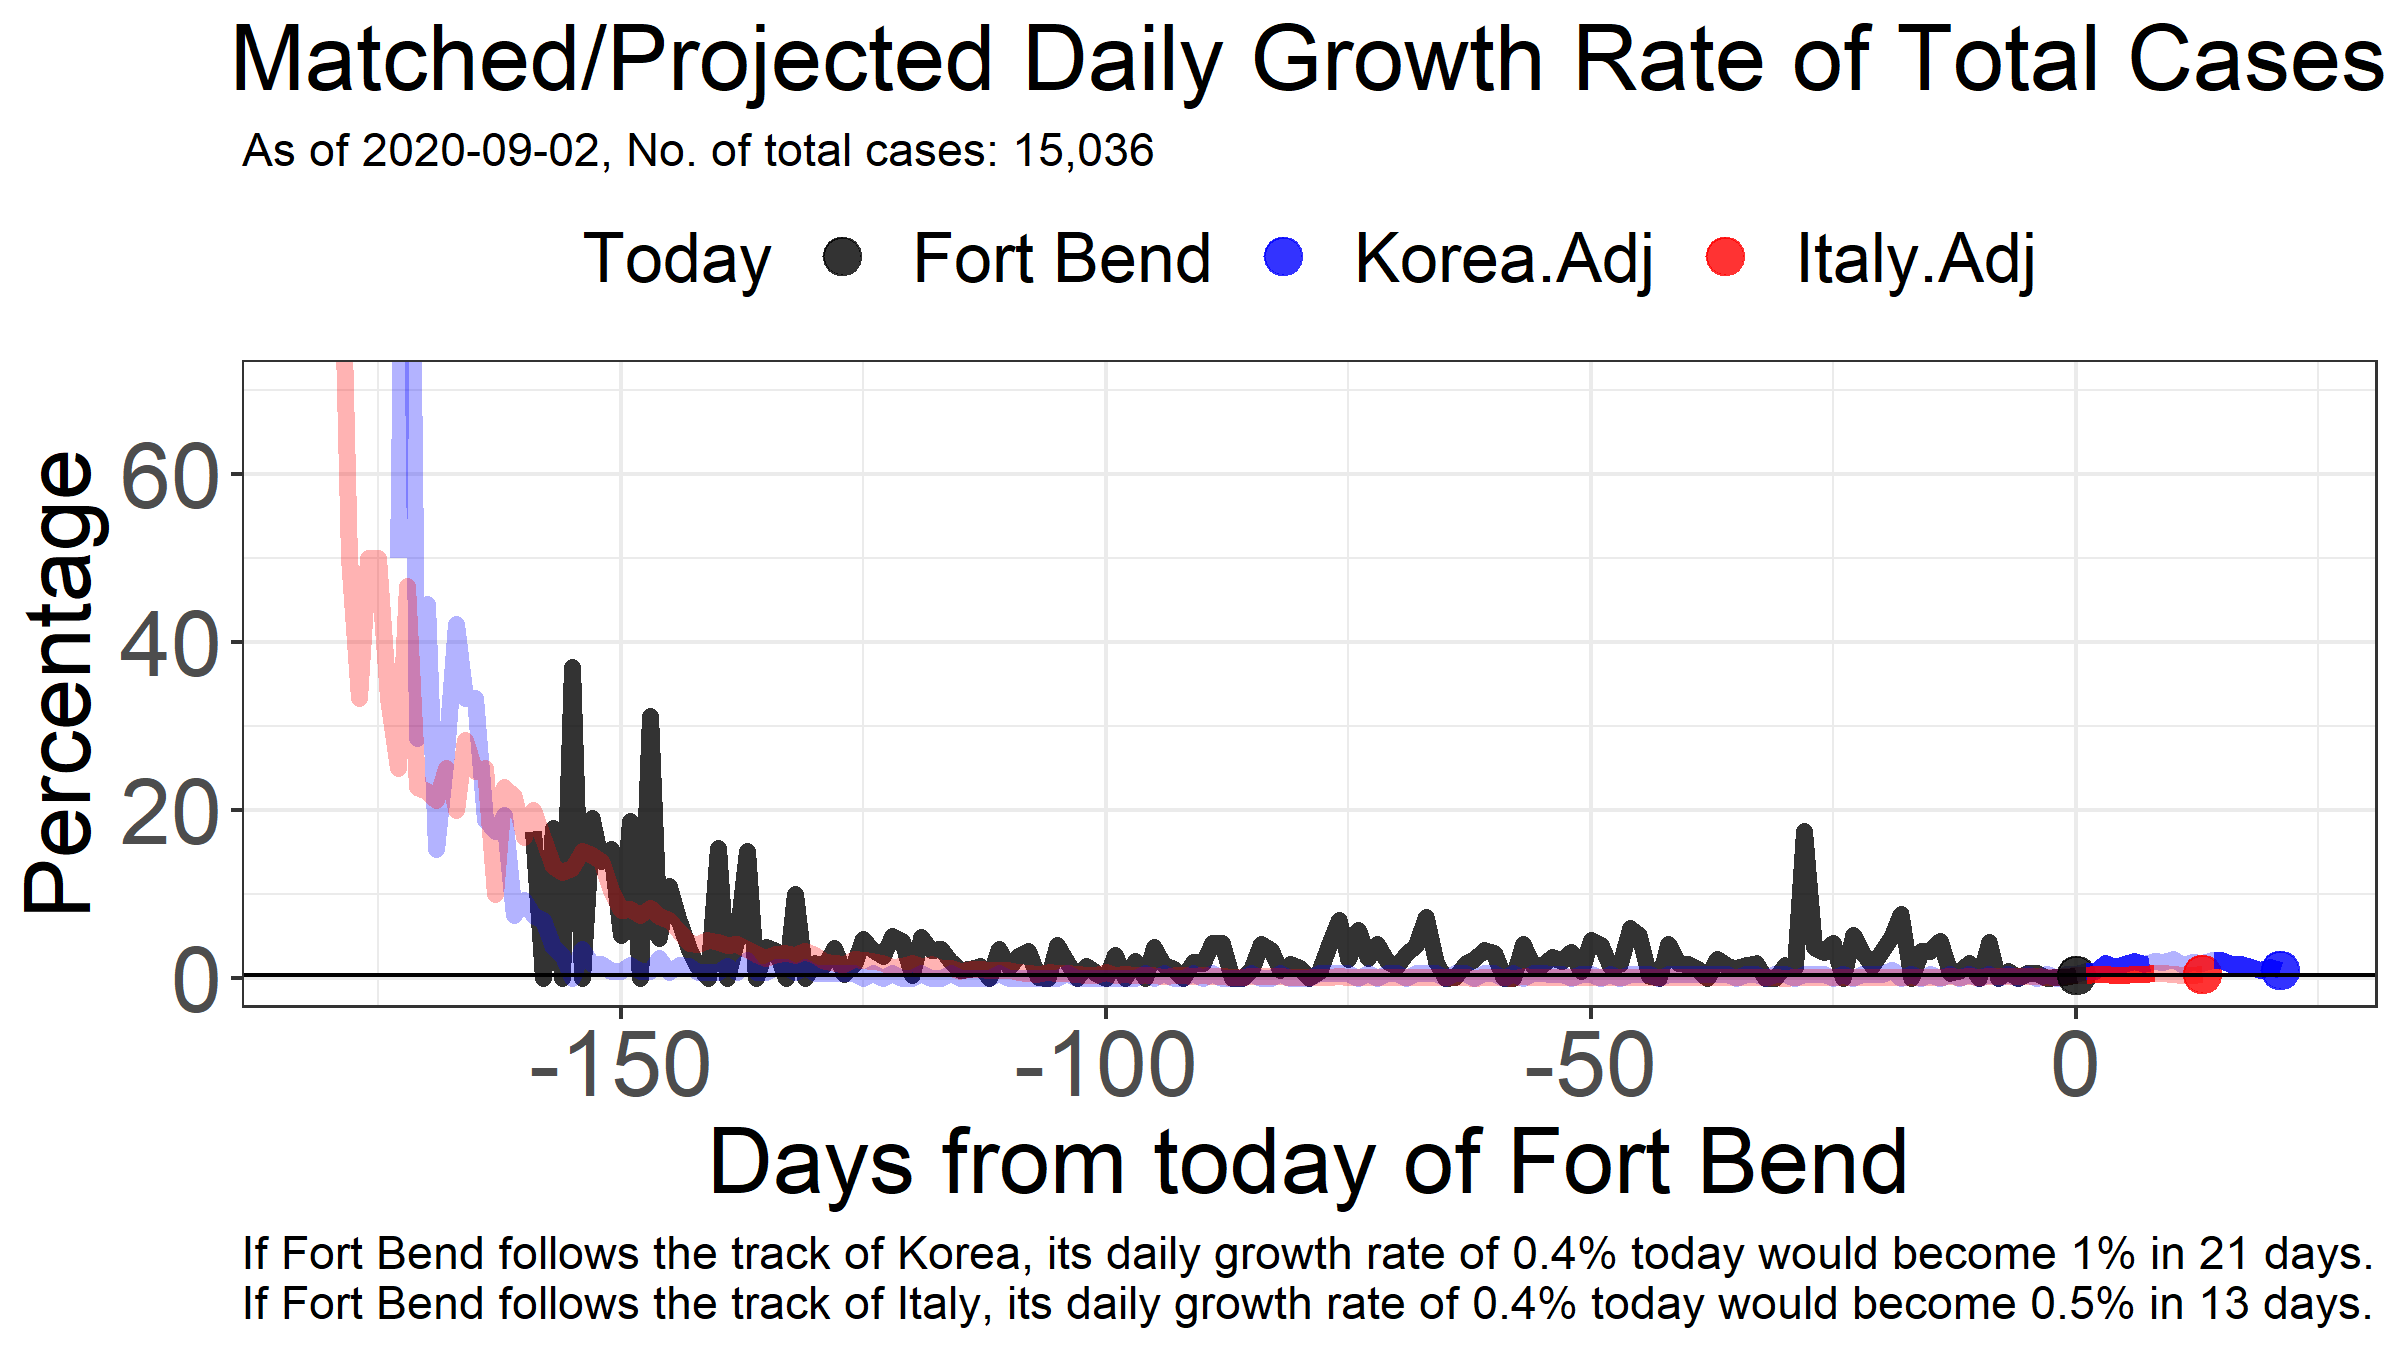 Matched/Projected Daily Growth Rate of Total Cases
As of 2020-09-02, No. of total cases: 15,036
Today Fort Bend Korea.Adj Italy.Adj
Percentage
60
40
20
0
-150 -100 -50 0
Days from today of Fort Bend
If Fort Bend follows the track of Korea, its daily growth rate of 0.4% today would become 1% in 21 days.
If Fort Bend follows the track of Italy, its daily growth rate of 0.4% today would become 0.5% in 13 days.